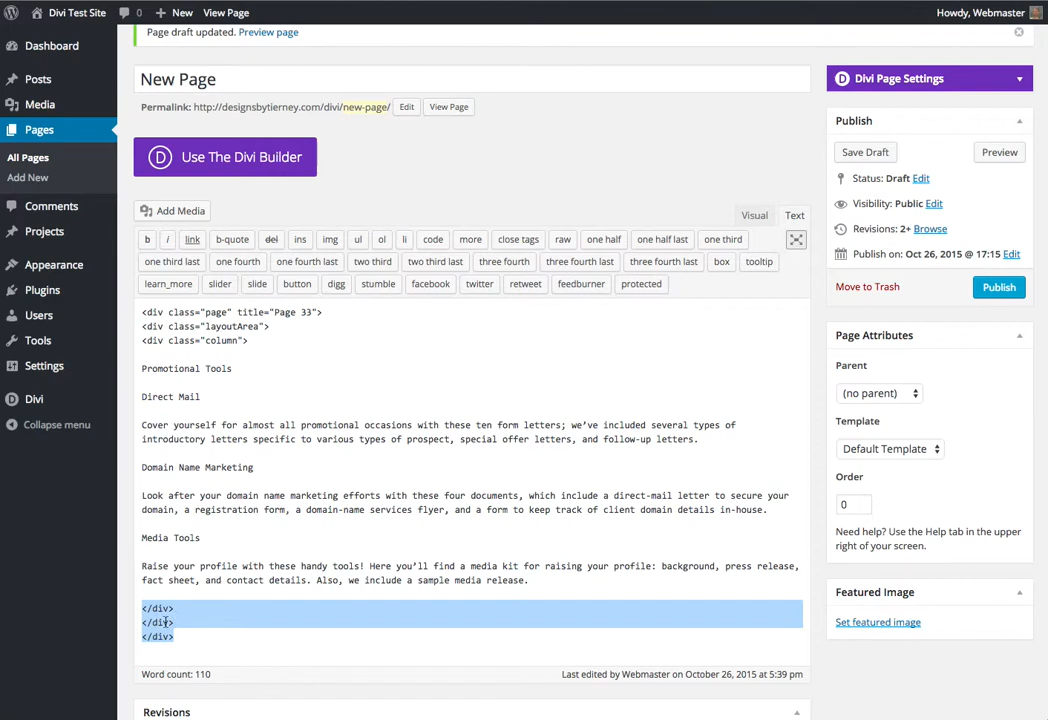 Divi Test Site 0 New View Page Howdy, Webmaster
Dashboard
Posts
Media
Pages
All Pages
Add New
Comments
Projects
Appearance
Plugins
Users
Tools
Settings
Divi
Collapse menu
Page draft updated. Preview page
New Page
Permalink: http://designsbytierney.com/divi/new-page/ Edit View Page
D Use The Divi Builder
Add Media Visual Text
b i link b-quote del ins img ul ol li code more close tags raw one half one half last one third
one third last one fourth one fourth last two third two third last three fourth three fourth last three fourth last box tooltip
learn_more slider slide button digg stumble facebook twitter retweet feedburner protected
<div class="page" title="Page 33">
<div class="layoutArea">
<div class="column">
Promotional Tools
Direct Mail
Cover yourself for almost all promotional occasions with these ten form letters; we've included several types of
introductory letters specific to various types of prospect, special offer letters, and follow-up letters.
Domain Name Marketing
Look after your domain name marketing efforts with these four documents, which include a direct-mail letter to secure your
domain, a registration form, a domain-name services flyer, and a form to keep track of client domain details in-house.
Media Tools
Raise your profile with these handy tools! Here you'll find a media kit for raising your profile: background, press release,
fact sheet, and contact details. Also, we include a sample media release.
</div>
</div>
</div>
Word count: 110 Last edited by Webmaster on October 26, 2015 at 5:39 pm
Revisions
D Divi Page Settings
Publish
Save Draft Preview
Status: Draft Edit
Visibility: Public Edit
Revisions: 2+ Browse
Publish on: Oct 26, 2015 @ 17:15 Edit
Move to Trash Publish
Page Attributes
Parent
(no parent)
Template
Default Template
Order
0
Need help? Use the Help tab in the upper
right of your screen.
Featured Image
Set featured image